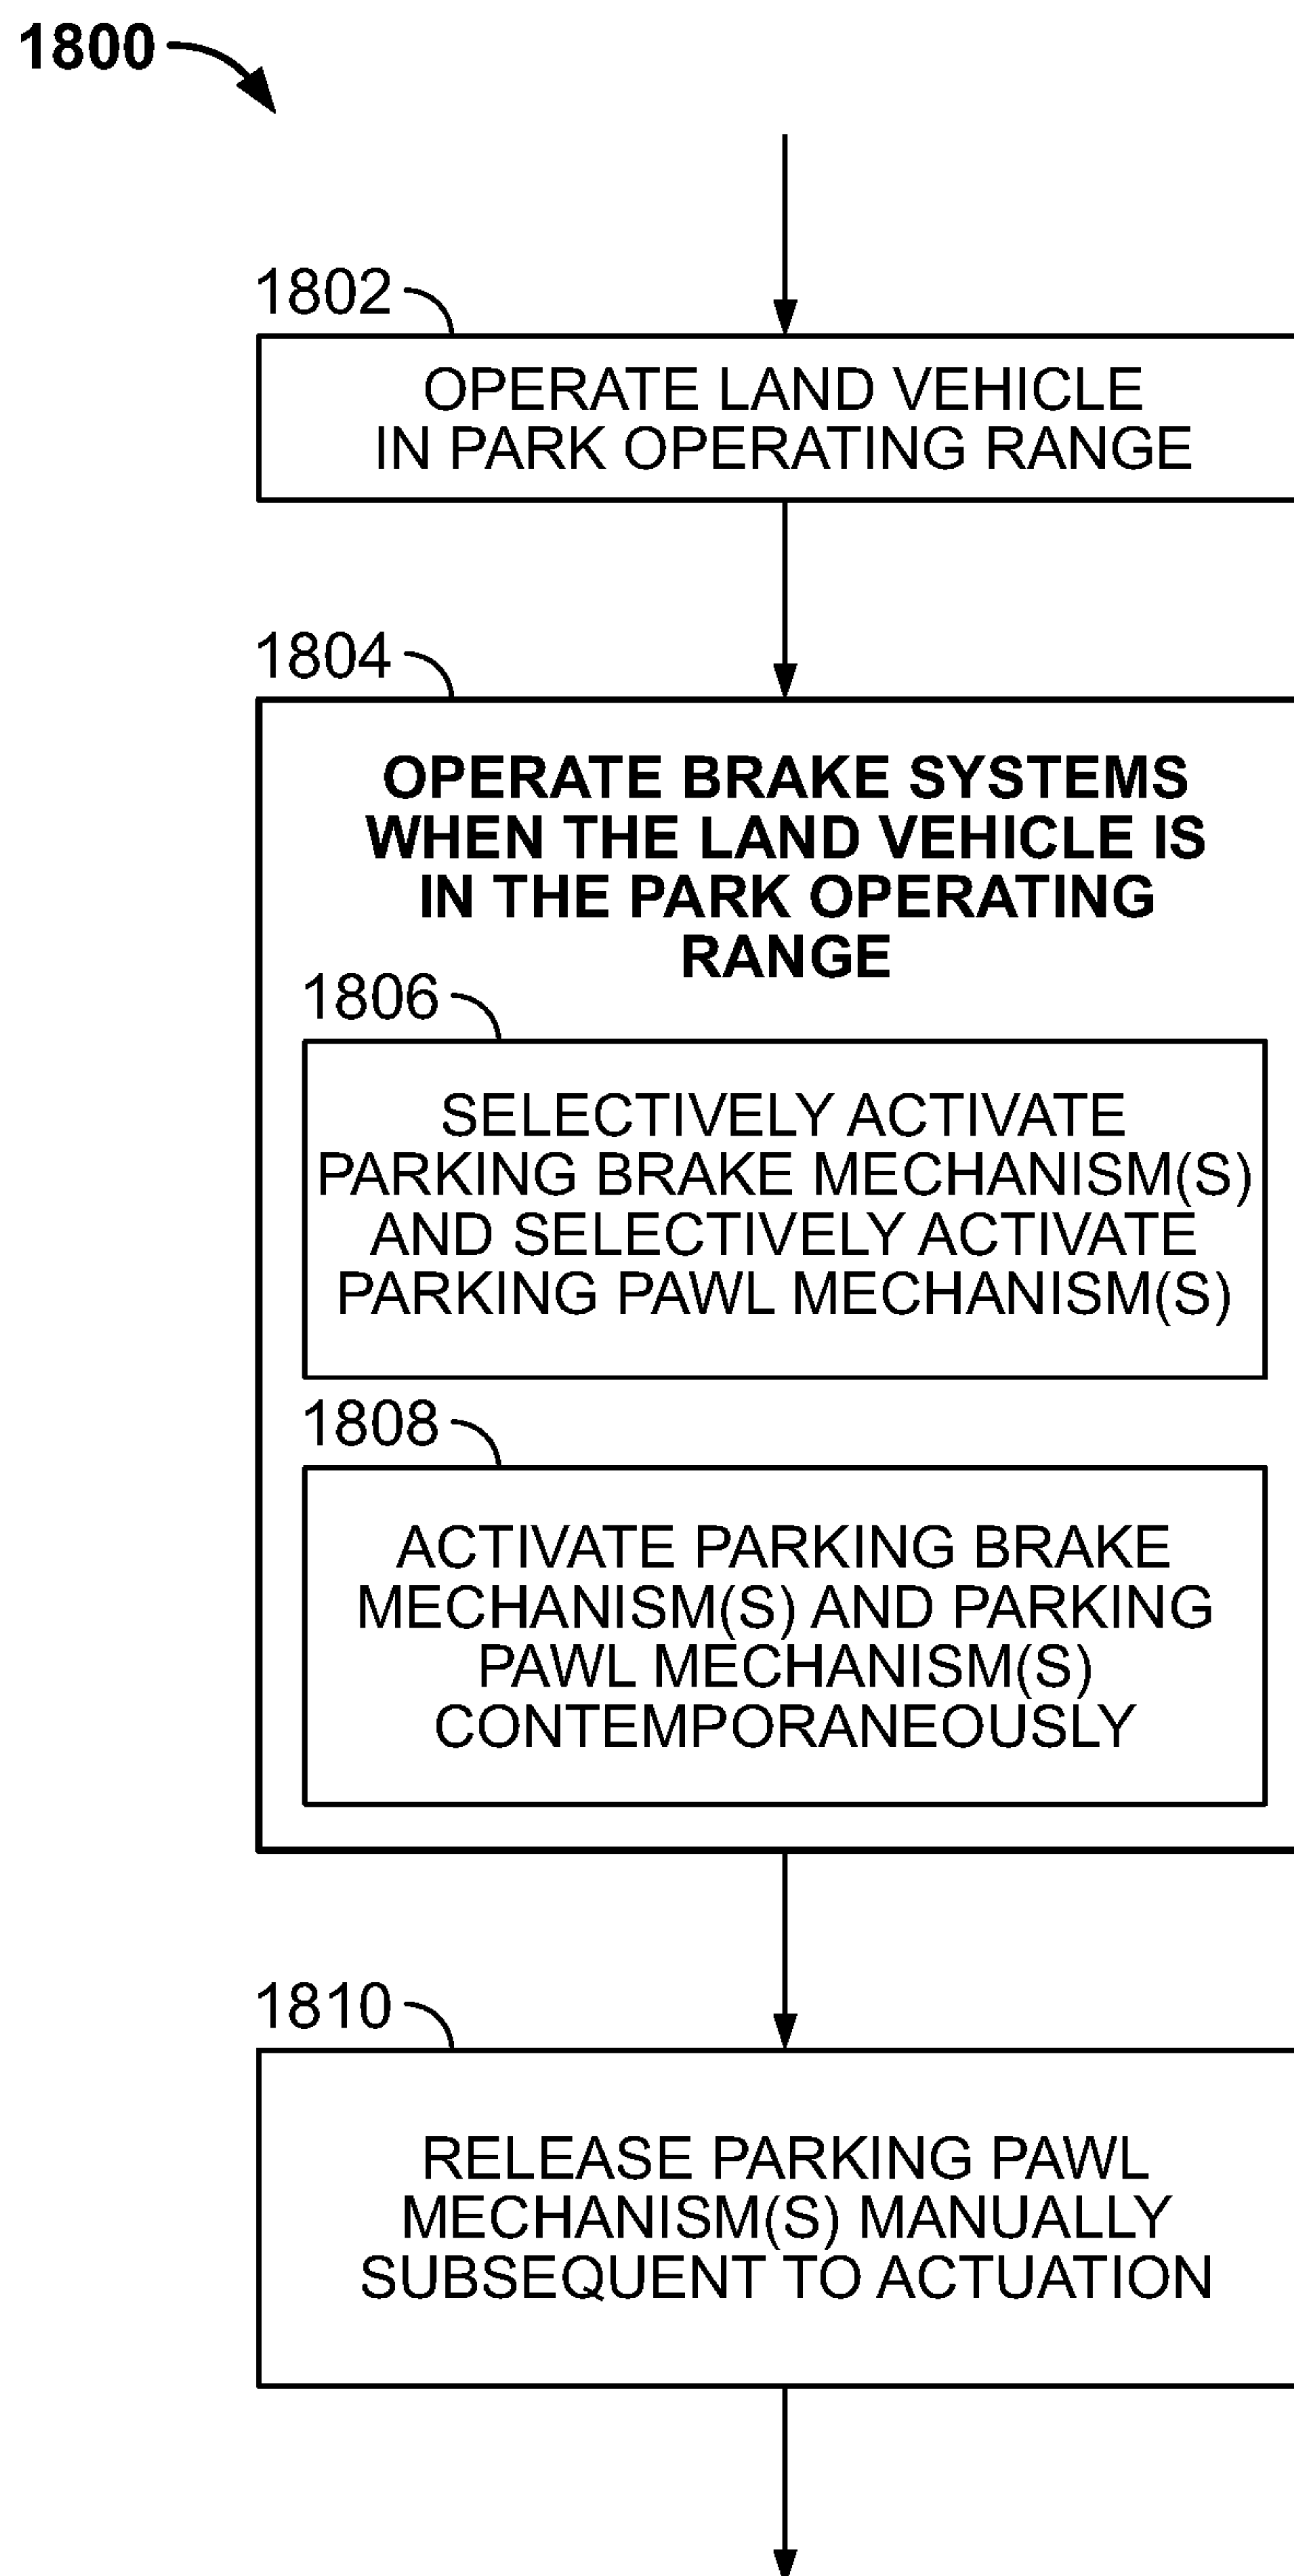 1800
1802
OPERATE LAND VEHICLE
IN PARK OPERATING RANGE
1804
OPERATE BRAKE SYSTEMS
WHEN THE LAND VEHICLE IS
IN THE PARK OPERATING
RANGE
1806
SELECTIVELY ACTIVATE
PARKING BRAKE MECHANISM(S)
AND SELECTIVELY ACTIVATE
PARKING PAWL MECHANISM(S)
1808
ACTIVATE PARKING BRAKE
MECHANISM(S) AND PARKING
PAWL MECHANISM(S)
CONTEMPORANEOUSLY
1810
RELEASE PARKING PAWL
MECHANISM(S) MANUALLY
SUBSEQUENT TO ACTUATION